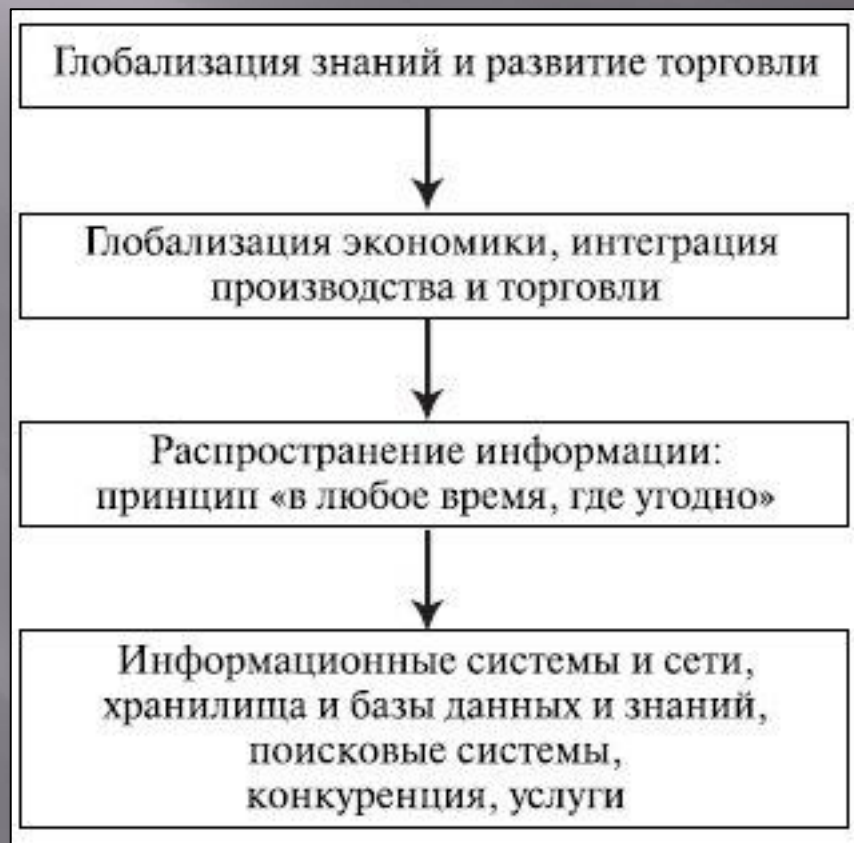 Глобализация знаний и развитие торговли
Глобализация экономики, интеграция
производства и торговли
Распространение информации:
принцип «в любое время, где угодно»
Информационные системы и сети,
хранилища и базы данных и знаний,
поисковые системы,
конкуренция, услуги